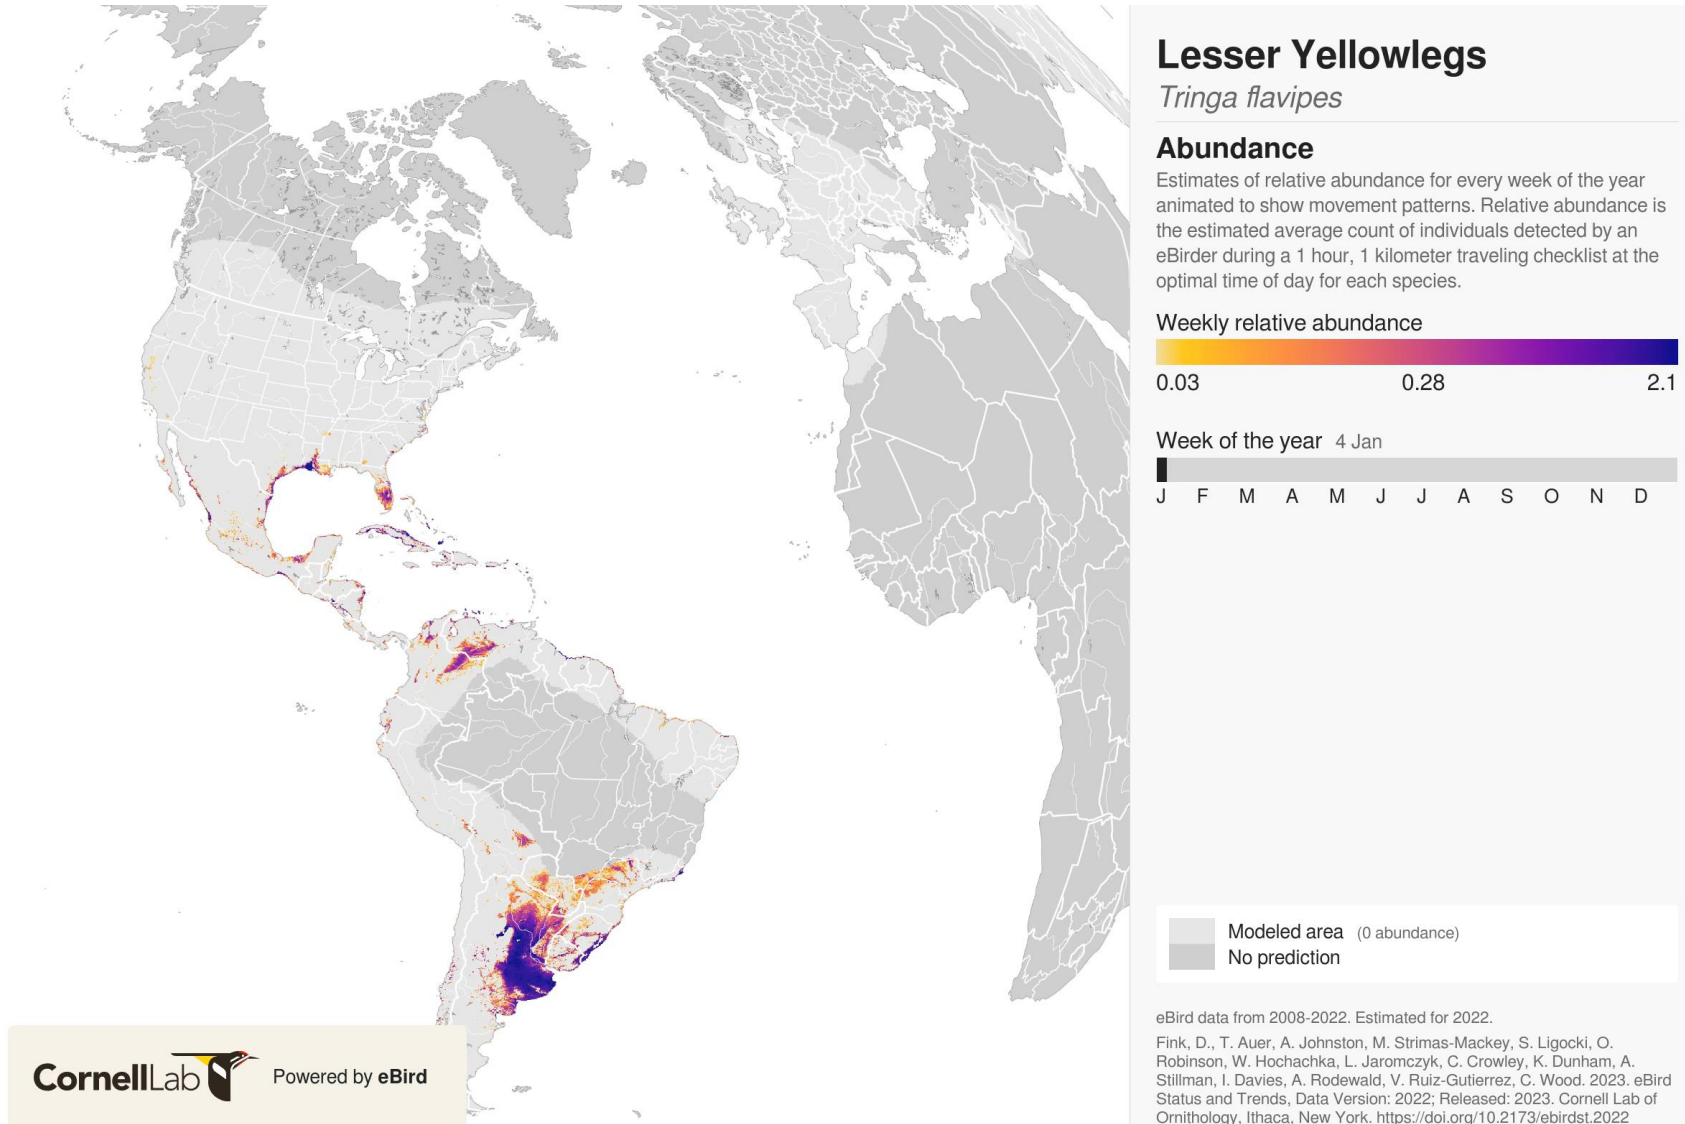 Lesser Yellowlegs
Tringa flavipes
Abundance
Estimates of relative abundance for every week of the year
animated to show movement patterns. Relative abundance is
the estimated average count of individuals detected by an
eBirder during a 1 hour, 1 kilometer traveling checklist at the
optimal time of day for each species.
Weekly relative abundance
0.03 0.28 2.1
Week of the year 4 Jan
J F M A M J J A S O N D
Modeled area (0 abundance)
No prediction
eBird data from 2008-2022. Estimated for 2022.
Fink, D., T. Auer, A. Johnston, M. Strimas-Mackey, S. Ligocki, O.
Robinson, W. Hochachka, L. Jaromczyk, C. Crowley, K. Dunham, A.
Stillman, I. Davies, A. Rodewald, V. Ruiz-Gutierrez, C. Wood. 2023. eBird
Status and Trends, Data Version: 2022; Released: 2023. Cornell Lab of
Ornithology, Ithaca, New York. https://doi.org/10.2173/ebirdst.2022
CornellLab Powered by eBird